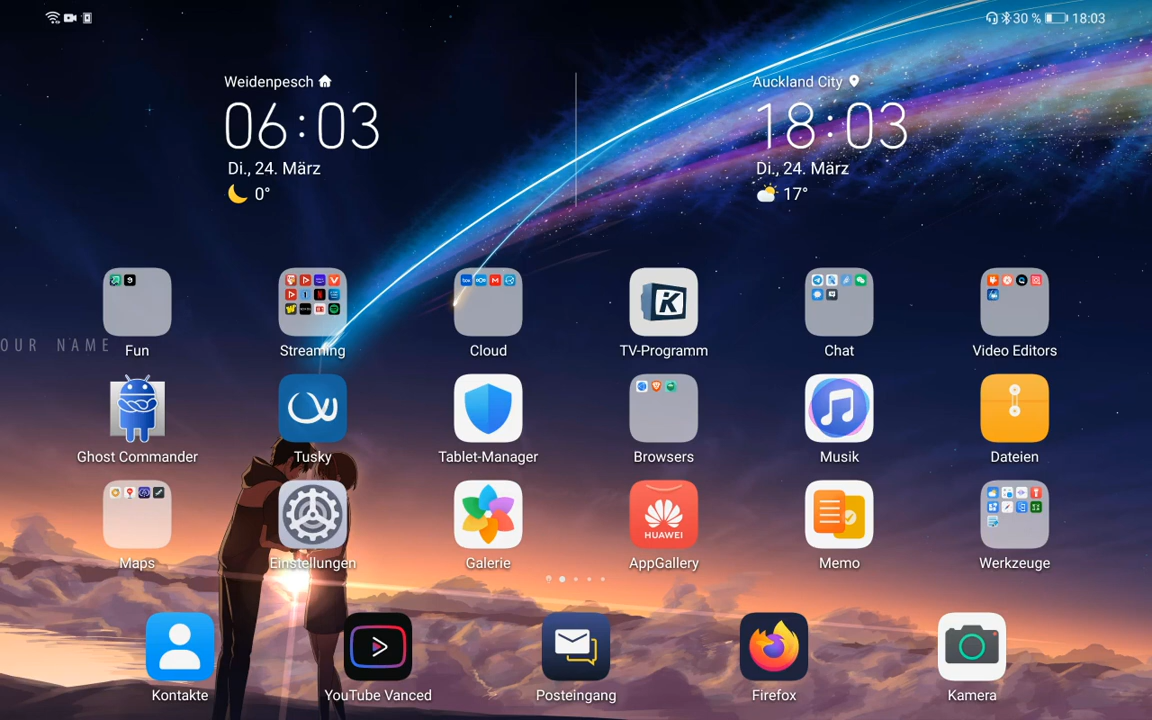 30 % 18:03
Weidenpesch
06:03
Di., 24. März
0°
Auckland City
18:03
Di., 24. März
17°
OUR NAME
Fun
Streaming
Cloud
TV-Programm
Chat
Video Editors
Ghost Commander
Tusky
Tablet-Manager
Browsers
Musik
Dateien
HUAWEI
Maps
Einstellungen
Galerie
AppGallery
Memo
Werkzeuge
Kontakte
YouTube Vanced
Posteingang
Firefox
Kamera